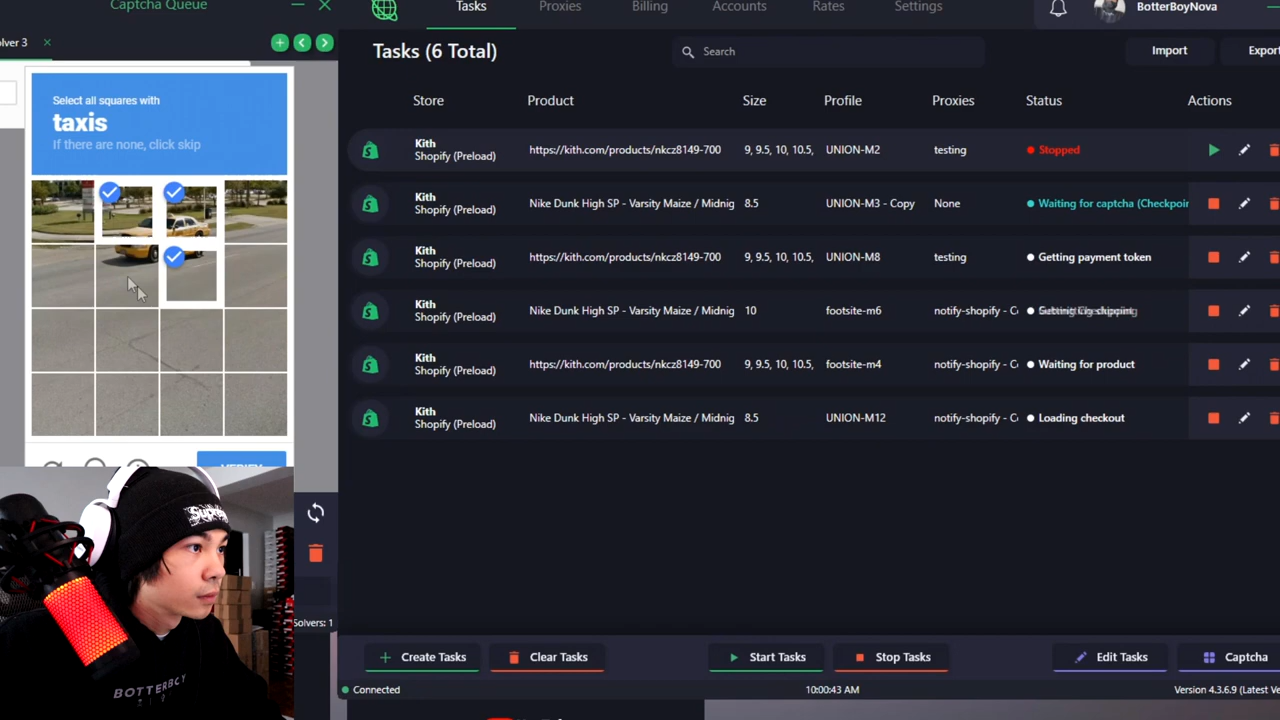 Captcha Queue
olver 3
Select all squares with
taxis
If there are none, click skip
Solvers: 1
Supreme
BOTTERBOY
Tasks Proxies Billing Accounts Rates Settings BotterBoyNova
Tasks (6 Total) Search Import Export
Store Product Size Profile Proxies Status Actions
Kith
Shopify (Preload) https://kith.com/products/nkcz8149-700 9, 9.5, 10, 10.5, UNION-M2 testing Stopped
Kith
Shopify (Preload) Nike Dunk High SP - Varsity Maize / Midnig 8.5 UNION-M3 - Copy None Waiting for captcha (Checkpoin
Kith
Shopify (Preload) https://kith.com/products/nkcz8149-700 9, 9.5, 10, 10.5, UNION-M8 testing Getting payment token
Kith
Shopify (Preload) Nike Dunk High SP - Varsity Maize / Midnig 10 footsite-m6 notify-shopify - C
Kith
Shopify (Preload) https://kith.com/products/nkcz8149-700 9, 9.5, 10, 10.5, footsite-m4 notify-shopify - C Waiting for product
Kith
Shopify (Preload) Nike Dunk High SP - Varsity Maize / Midnig 8.5 UNION-M12 notify-shopify - C Loading checkout
Create Tasks Clear Tasks Start Tasks Stop Tasks Edit Tasks Captcha
Connected 10:00:43 AM Version 4.3.6.9 (Latest Ve